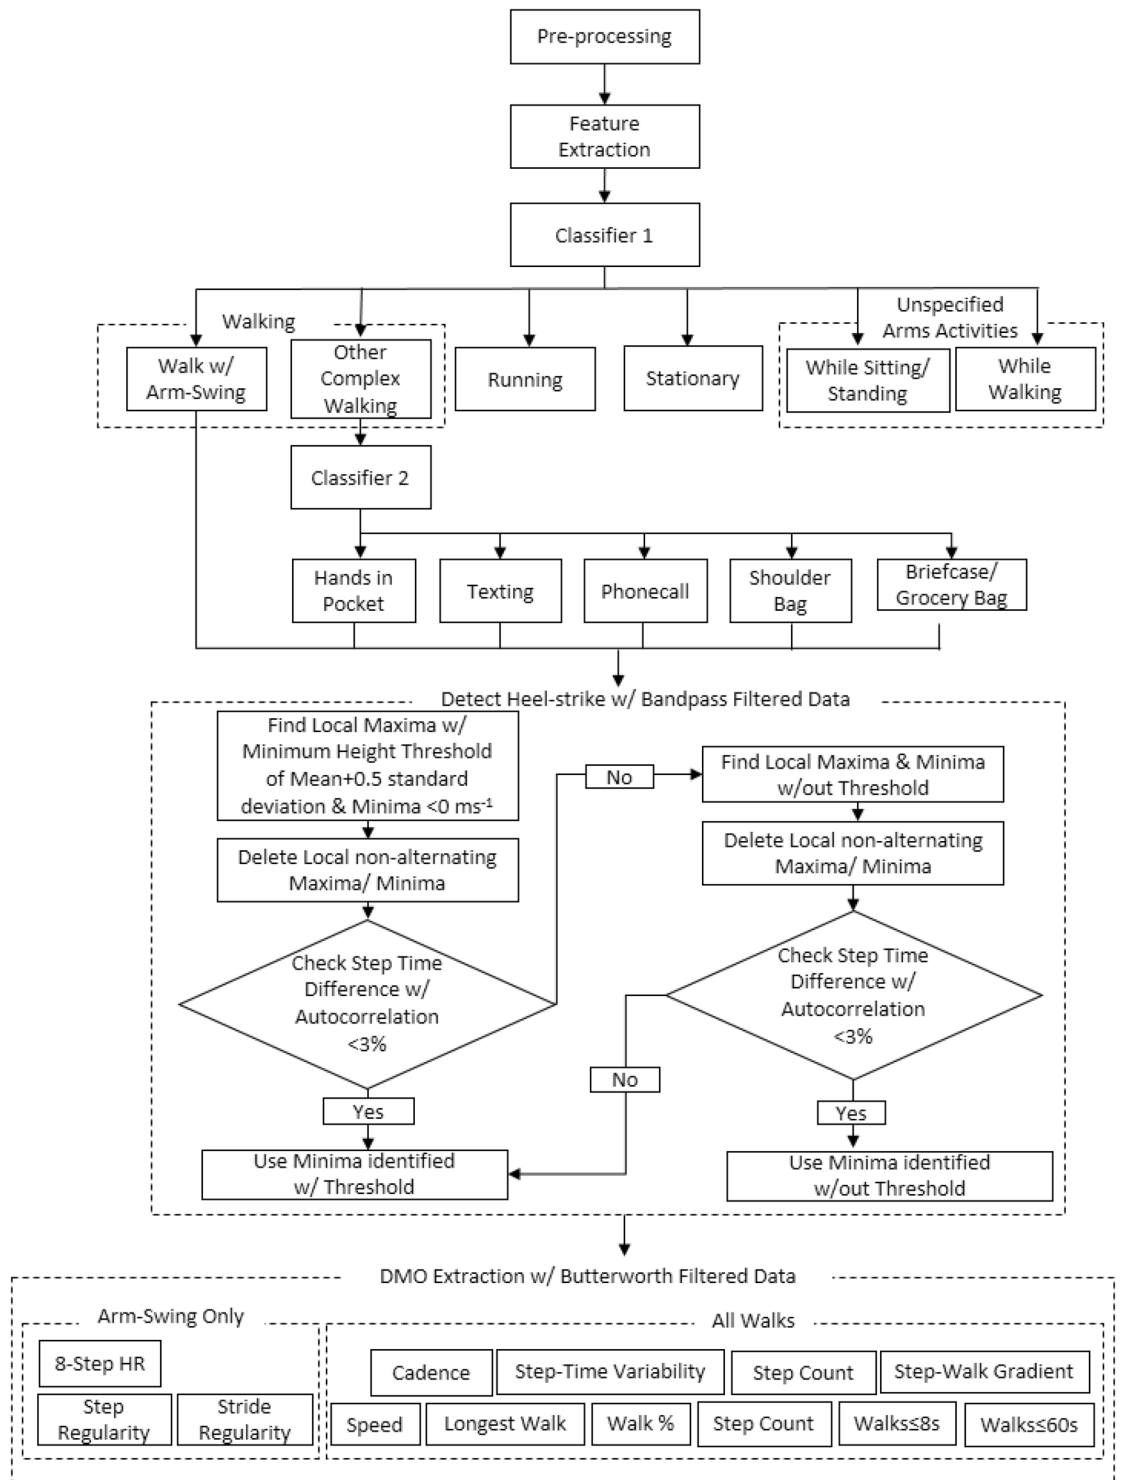 Pre-processing
Feature
Extraction
Classifier 1
Walking
Unspecified
Arms Activities
Walk w/
Arm-Swing
Other
Complex
Walking
Running
Stationary
While Sitting/
Standing
While
Walking
Classifier 2
Hands in
Pocket
Texting
Phonecall
Shoulder
Bag
Briefcase/
Grocery Bag
Detect Heel-strike w/ Bandpass Filtered Data
Find Local Maxima w/
Minimum Height Threshold
of Mean+0.5 standard
deviation & Minima <0 ms⁻¹
No
Find Local Maxima & Minima
w/out Threshold
Delete Local non-alternating
Maxima/ Minima
Delete Local non-alternating
Maxima/ Minima
Check Step Time
Difference w/
Autocorrelation
<3%
Check Step Time
Difference w/
Autocorrelation
<3%
No
Yes
Yes
Use Minima identified
w/ Threshold
Use Minima identified
w/out Threshold
DMO Extraction w/ Butterworth Filtered Data
Arm-Swing Only
8-Step HR
Step
Regularity
Stride
Regularity
All Walks
Cadence
Step-Time Variability
Step Count
Step-Walk Gradient
Speed
Longest Walk
Walk %
Step Count
Walks≤8s
Walks≤60s